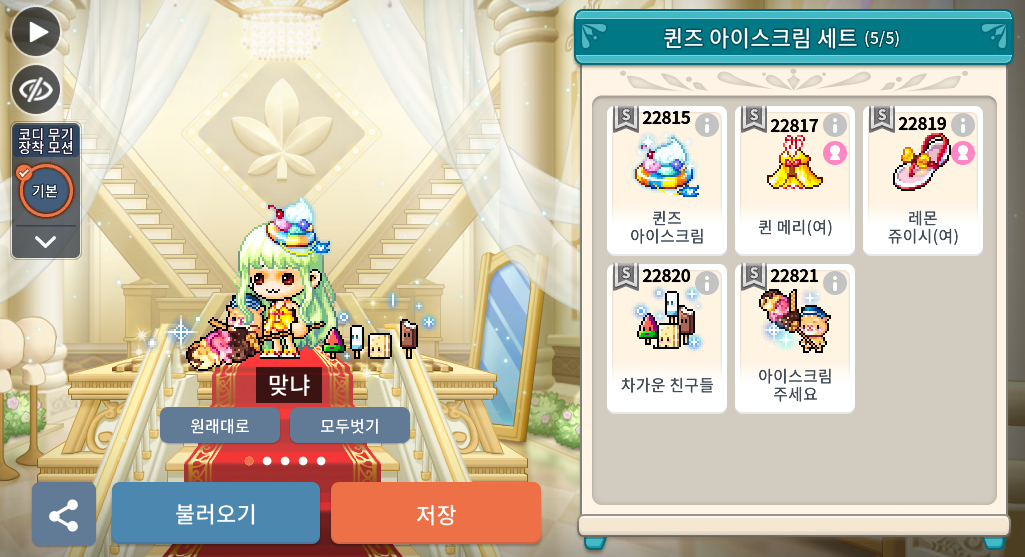 코디 무기
장착 모션
기본
맞냐
원래대로
모두벗기
불러오기
저장
퀸즈 아이스크림 세트 (5/5)
S 22815
퀸즈
아이스크림
S 22817
퀸 메리(여)
S 22819
레몬
쥬이시(여)
S 22820
차가운 친구들
S 22821
아이스크림
주세요